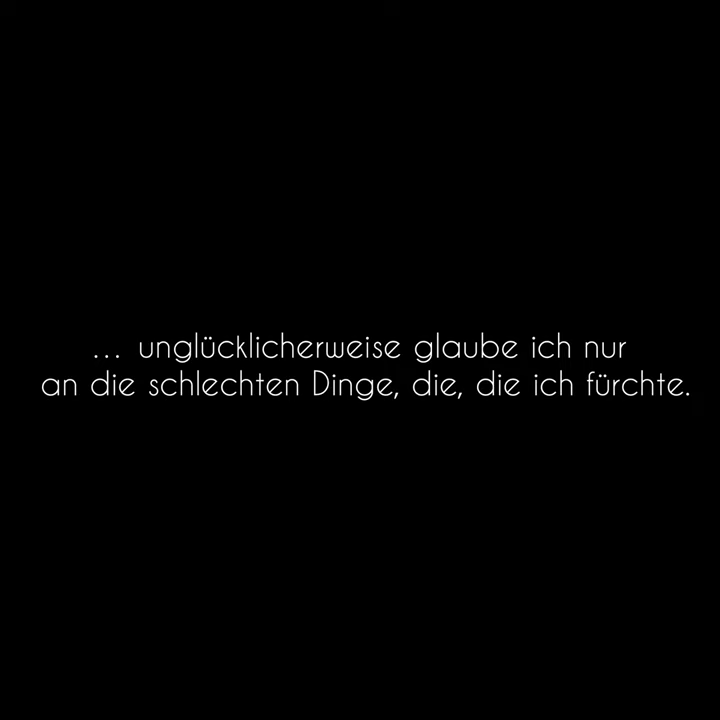 ... unglücklicherweise glaube ich nur
an die schlechten Dinge, die, die ich fürchte.